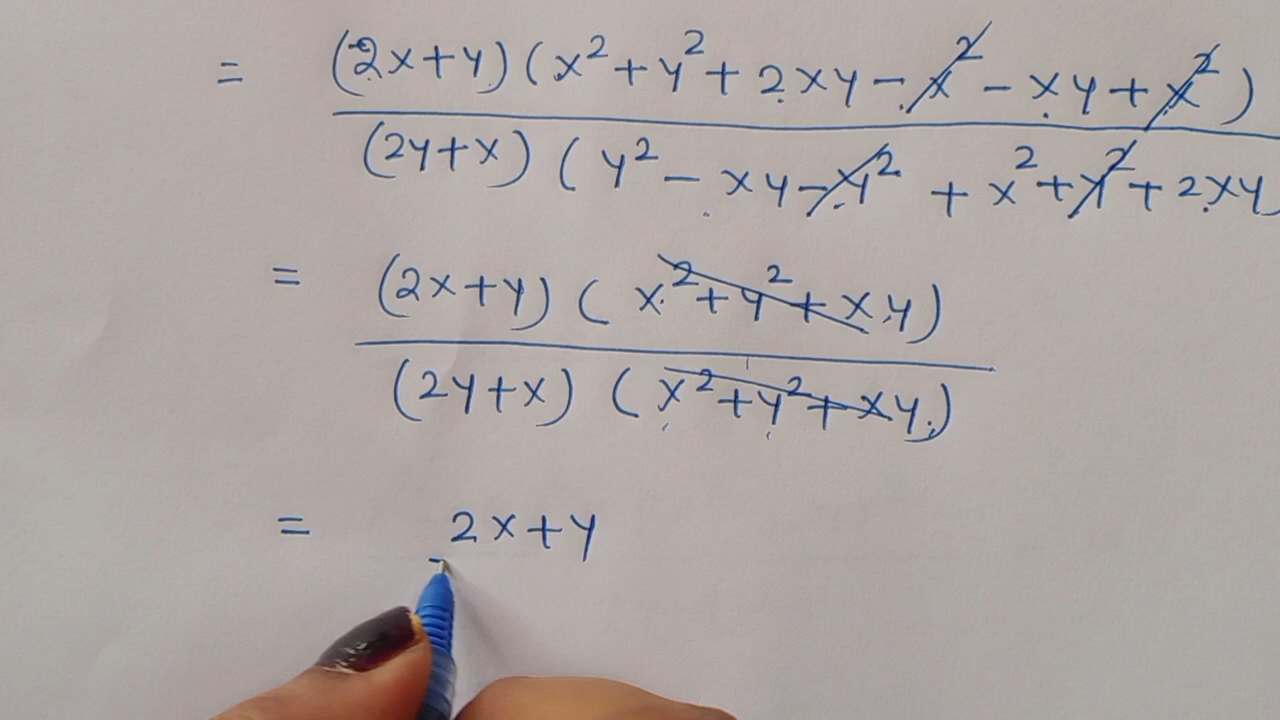 = (2x+y)(x²+y²+2xy-x²-xy+x²)
(2y+x)(y²-xy-y²+x²+y²+2xy
= (2x+y)(x²+y²+xy)
(2y+x)(x²+y²+xy)
= 2x+y